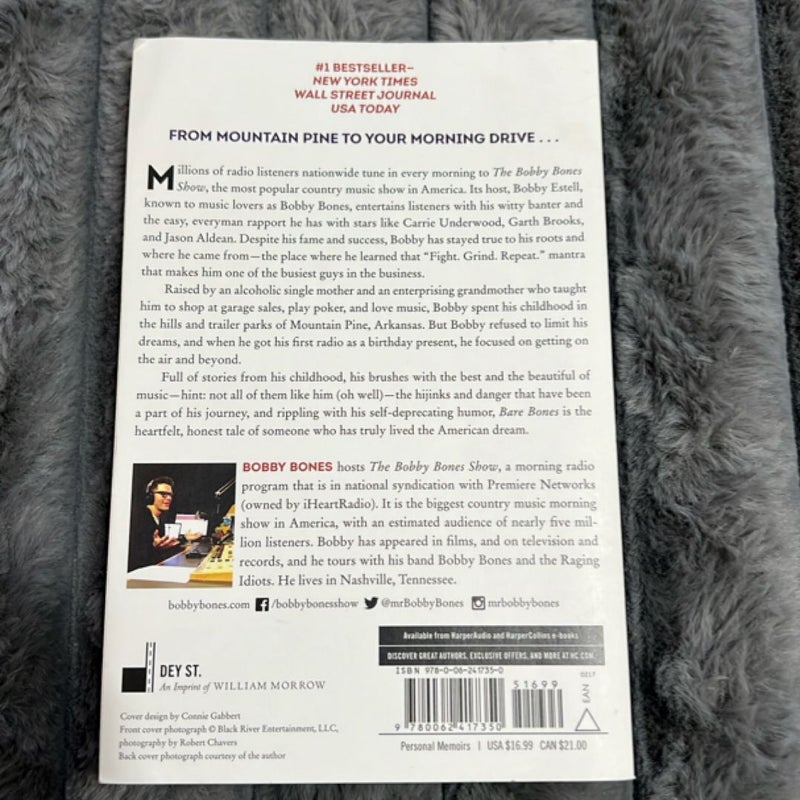 #1 BESTSELLER–
NEW YORK TIMES
WALL STREET JOURNAL
USA TODAY
FROM MOUNTAIN PINE TO YOUR MORNING DRIVE . . .
Millions of radio listeners nationwide tune in every morning to The Bobby Bones
Show, the most popular country music show in America. Its host, Bobby Estell,
known to music lovers as Bobby Bones, entertains listeners with his witty banter and
the easy, everyman rapport he has with stars like Carrie Underwood, Garth Brooks,
and Jason Aldean. Despite his fame and success, Bobby has stayed true to his roots and
where he came from—the place where he learned that “Fight. Grind. Repeat.” mantra
that makes him one of the busiest guys in the business.
Raised by an alcoholic single mother and an enterprising grandmother who taught
him to shop at garage sales, play poker, and love music, Bobby spent his childhood in
the hills and trailer parks of Mountain Pine, Arkansas. But Bobby refused to limit his
dreams, and when he got his first radio as a birthday present, he focused on getting on
the air and beyond.
Full of stories from his childhood, his brushes with the best and the beautiful of
music—hint: not all of them like him (oh well)—the hijinks and danger that have been
a part of his journey, and rippling with his self-deprecating humor, Bare Bones is the
heartfelt, honest tale of someone who has truly lived the American dream.
BOBBY BONES hosts The Bobby Bones Show, a morning radio
program that is in national syndication with Premiere Networks
(owned by iHeartRadio). It is the biggest country music morning
show in America, with an estimated audience of nearly five mil-
lion listeners. Bobby has appeared in films, and on television and
records, and he tours with his band Bobby Bones and the Raging
Idiots. He lives in Nashville, Tennessee.
bobbybones.com /bobbybonesshow @mrBobbyBones mrbobbybones
Available from HarperAudio and HarperCollins e-books
DISCOVER GREAT AUTHORS, EXCLUSIVE OFFERS, AND MORE AT HC.COM.
DEY ST.
An Imprint of WILLIAM MORROW
ISBN 978-0-06-241735-0
51699
0217
EAN
9 780062 417350
Cover design by Connie Gabbert
Front cover photograph © Black River Entertainment, LLC,
photography by Robert Chavers
Back cover photograph courtesy of the author
Personal Memoirs | USA $16.99 CAN $21.00